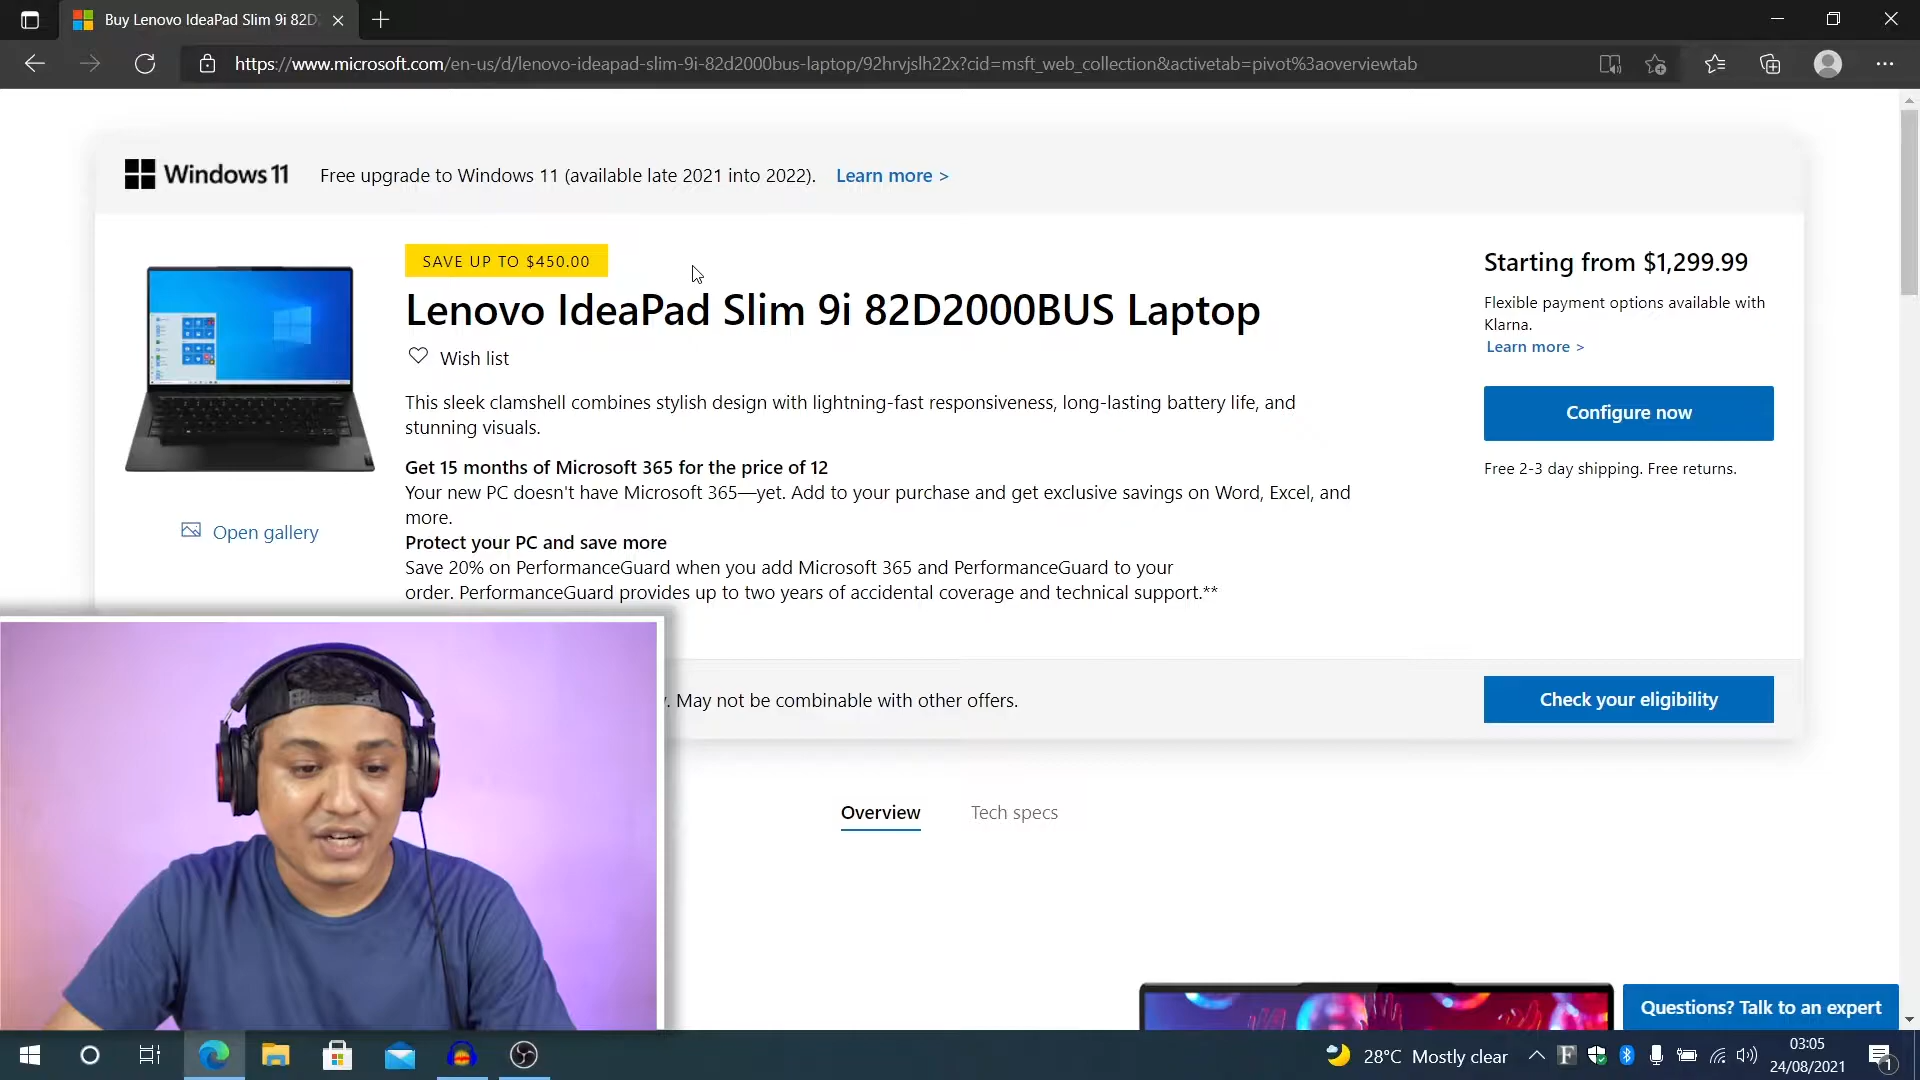 Buy Lenovo IdeaPad Slim 9i 82D
https://www.microsoft.com/en-us/d/lenovo-ideapad-slim-9i-82d2000bus-laptop/92hrvjslh22x?cid=msft_web_collection&activetab=pivot%3aoverviewtab
Windows 11 Free upgrade to Windows 11 (available late 2021 into 2022). Learn more >
SAVE UP TO $450.00
Lenovo IdeaPad Slim 9i 82D2000BUS Laptop
Wish list
This sleek clamshell combines stylish design with lightning-fast responsiveness, long-lasting battery life, and
stunning visuals.
Get 15 months of Microsoft 365 for the price of 12
Your new PC doesn't have Microsoft 365—yet. Add to your purchase and get exclusive savings on Word, Excel, and
more.
Protect your PC and save more
Save 20% on PerformanceGuard when you add Microsoft 365 and PerformanceGuard to your
order. PerformanceGuard provides up to two years of accidental coverage and technical support.**
Open gallery
Starting from $1,299.99
Flexible payment options available with
Klarna.
Learn more >
Configure now
Free 2-3 day shipping. Free returns.
. May not be combinable with other offers.
Check your eligibility
Overview Tech specs
Questions? Talk to an expert
28°C Mostly clear
F
03:05
24/08/2021
1